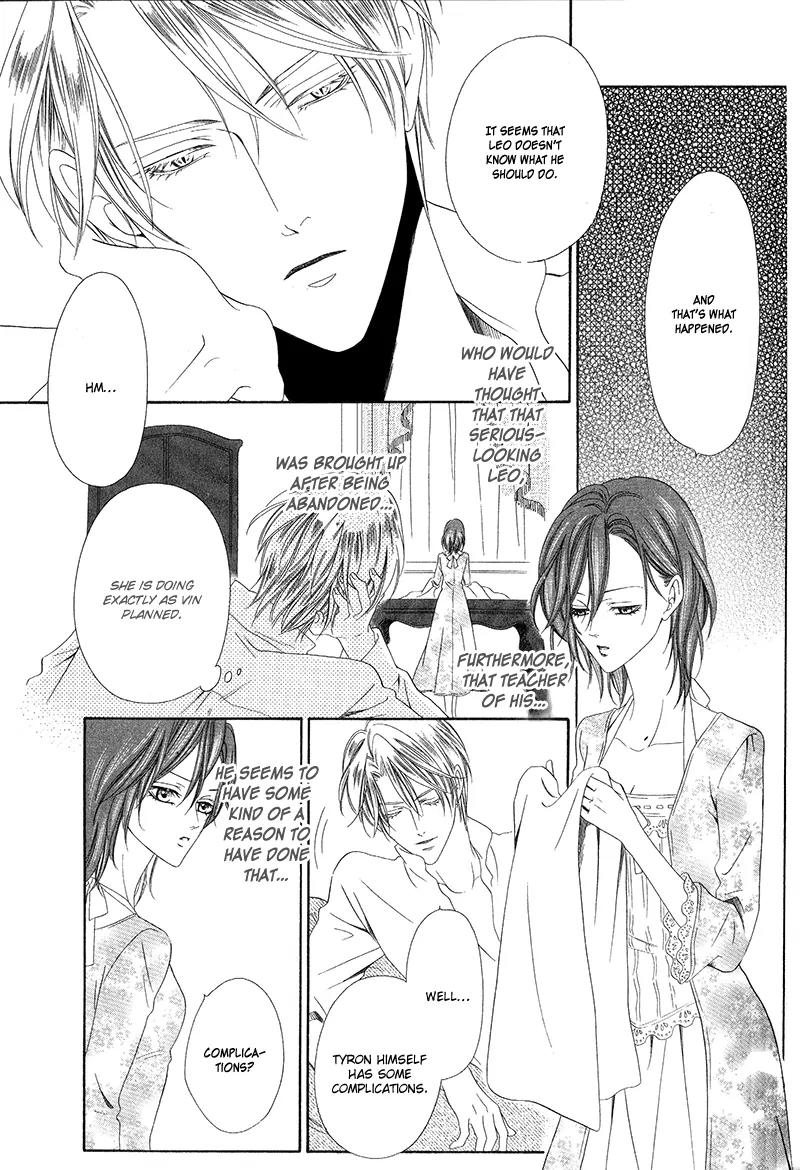 AND
THAT'S WHAT
HAPPENED.
IT SEEMS THAT
LEO DOESN'T
KNOW WHAT HE
SHOULD DO.
HM...
WHO WOULD
HAVE
THOUGHT
THAT THAT
SERIOUS-
LOOKING
LEO,
WAS BROUGHT UP
AFTER BEING
ABANDONED...
SHE IS DOING
EXACTLY AS VIN
PLANNED.
FURTHERMORE,
THAT TEACHER
OF HIS...
HE SEEMS TO
HAVE SOME
KIND OF A
REASON TO
HAVE DONE
THAT...
WELL...
TYRON HIMSELF
HAS SOME
COMPLICATIONS.
COMPLICA-
TIONS?